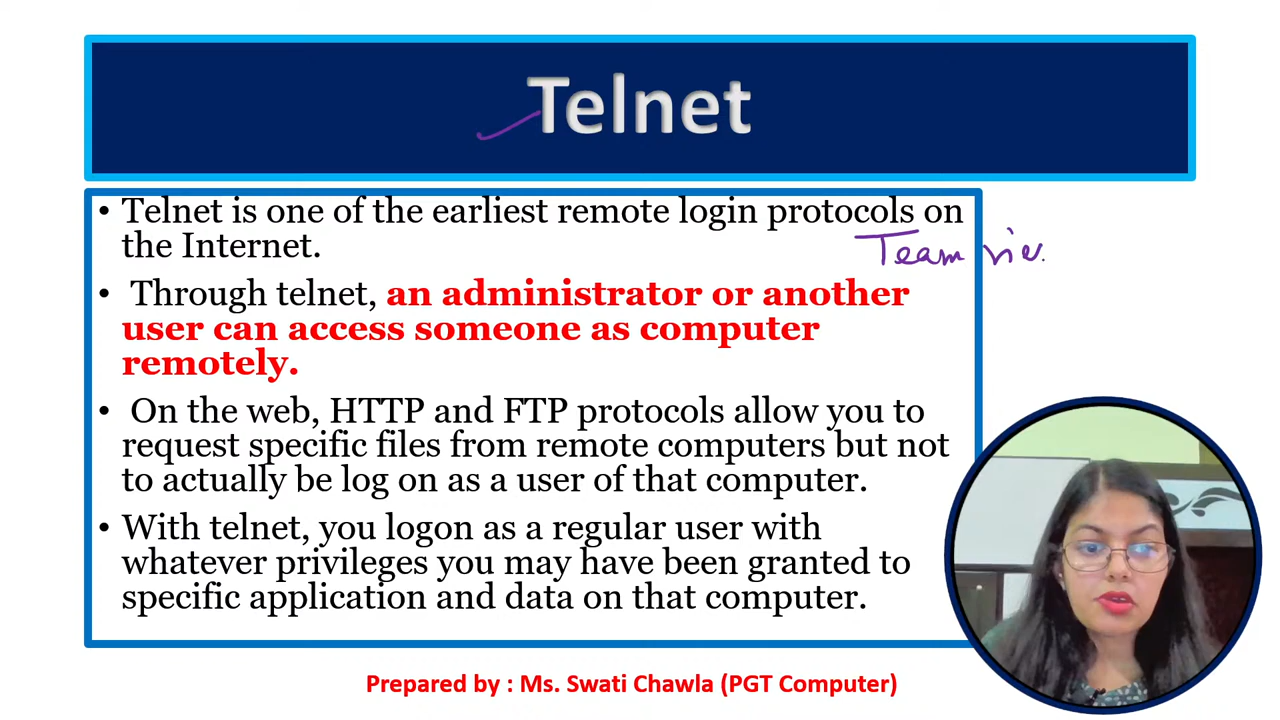 Telnet
• Telnet is one of the earliest remote login protocols on
the Internet.
Team vie
• Through telnet, an administrator or another
user can access someone as computer
remotely.
• On the web, HTTP and FTP protocols allow you to
request specific files from remote computers but not
to actually be log on as a user of that computer.
• With telnet, you logon as a regular user with
whatever privileges you may have been granted to
specific application and data on that computer.
Prepared by : Ms. Swati Chawla (PGT Computer)